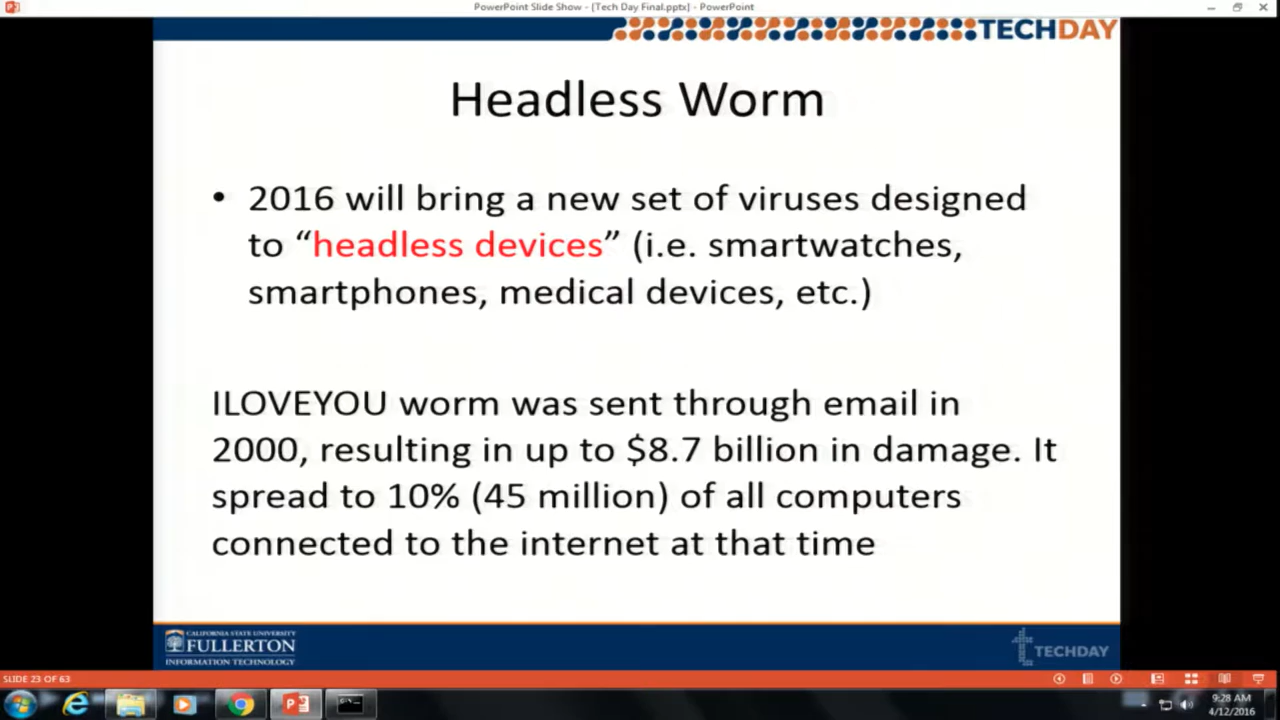 PowerPoint Slide Show - [Tech Day Final.pptx] - PowerPoint
TECHDAY
Headless Worm
• 2016 will bring a new set of viruses designed
to “headless devices” (i.e. smartwatches,
smartphones, medical devices, etc.)
ILOVEYOU worm was sent through email in
2000, resulting in up to $8.7 billion in damage. It
spread to 10% (45 million) of all computers
connected to the internet at that time
CALIFORNIA STATE UNIVERSITY
FULLERTON
INFORMATION TECHNOLOGY
TECHDAY
SLIDE 23 OF 63
9:28 AM
4/12/2016